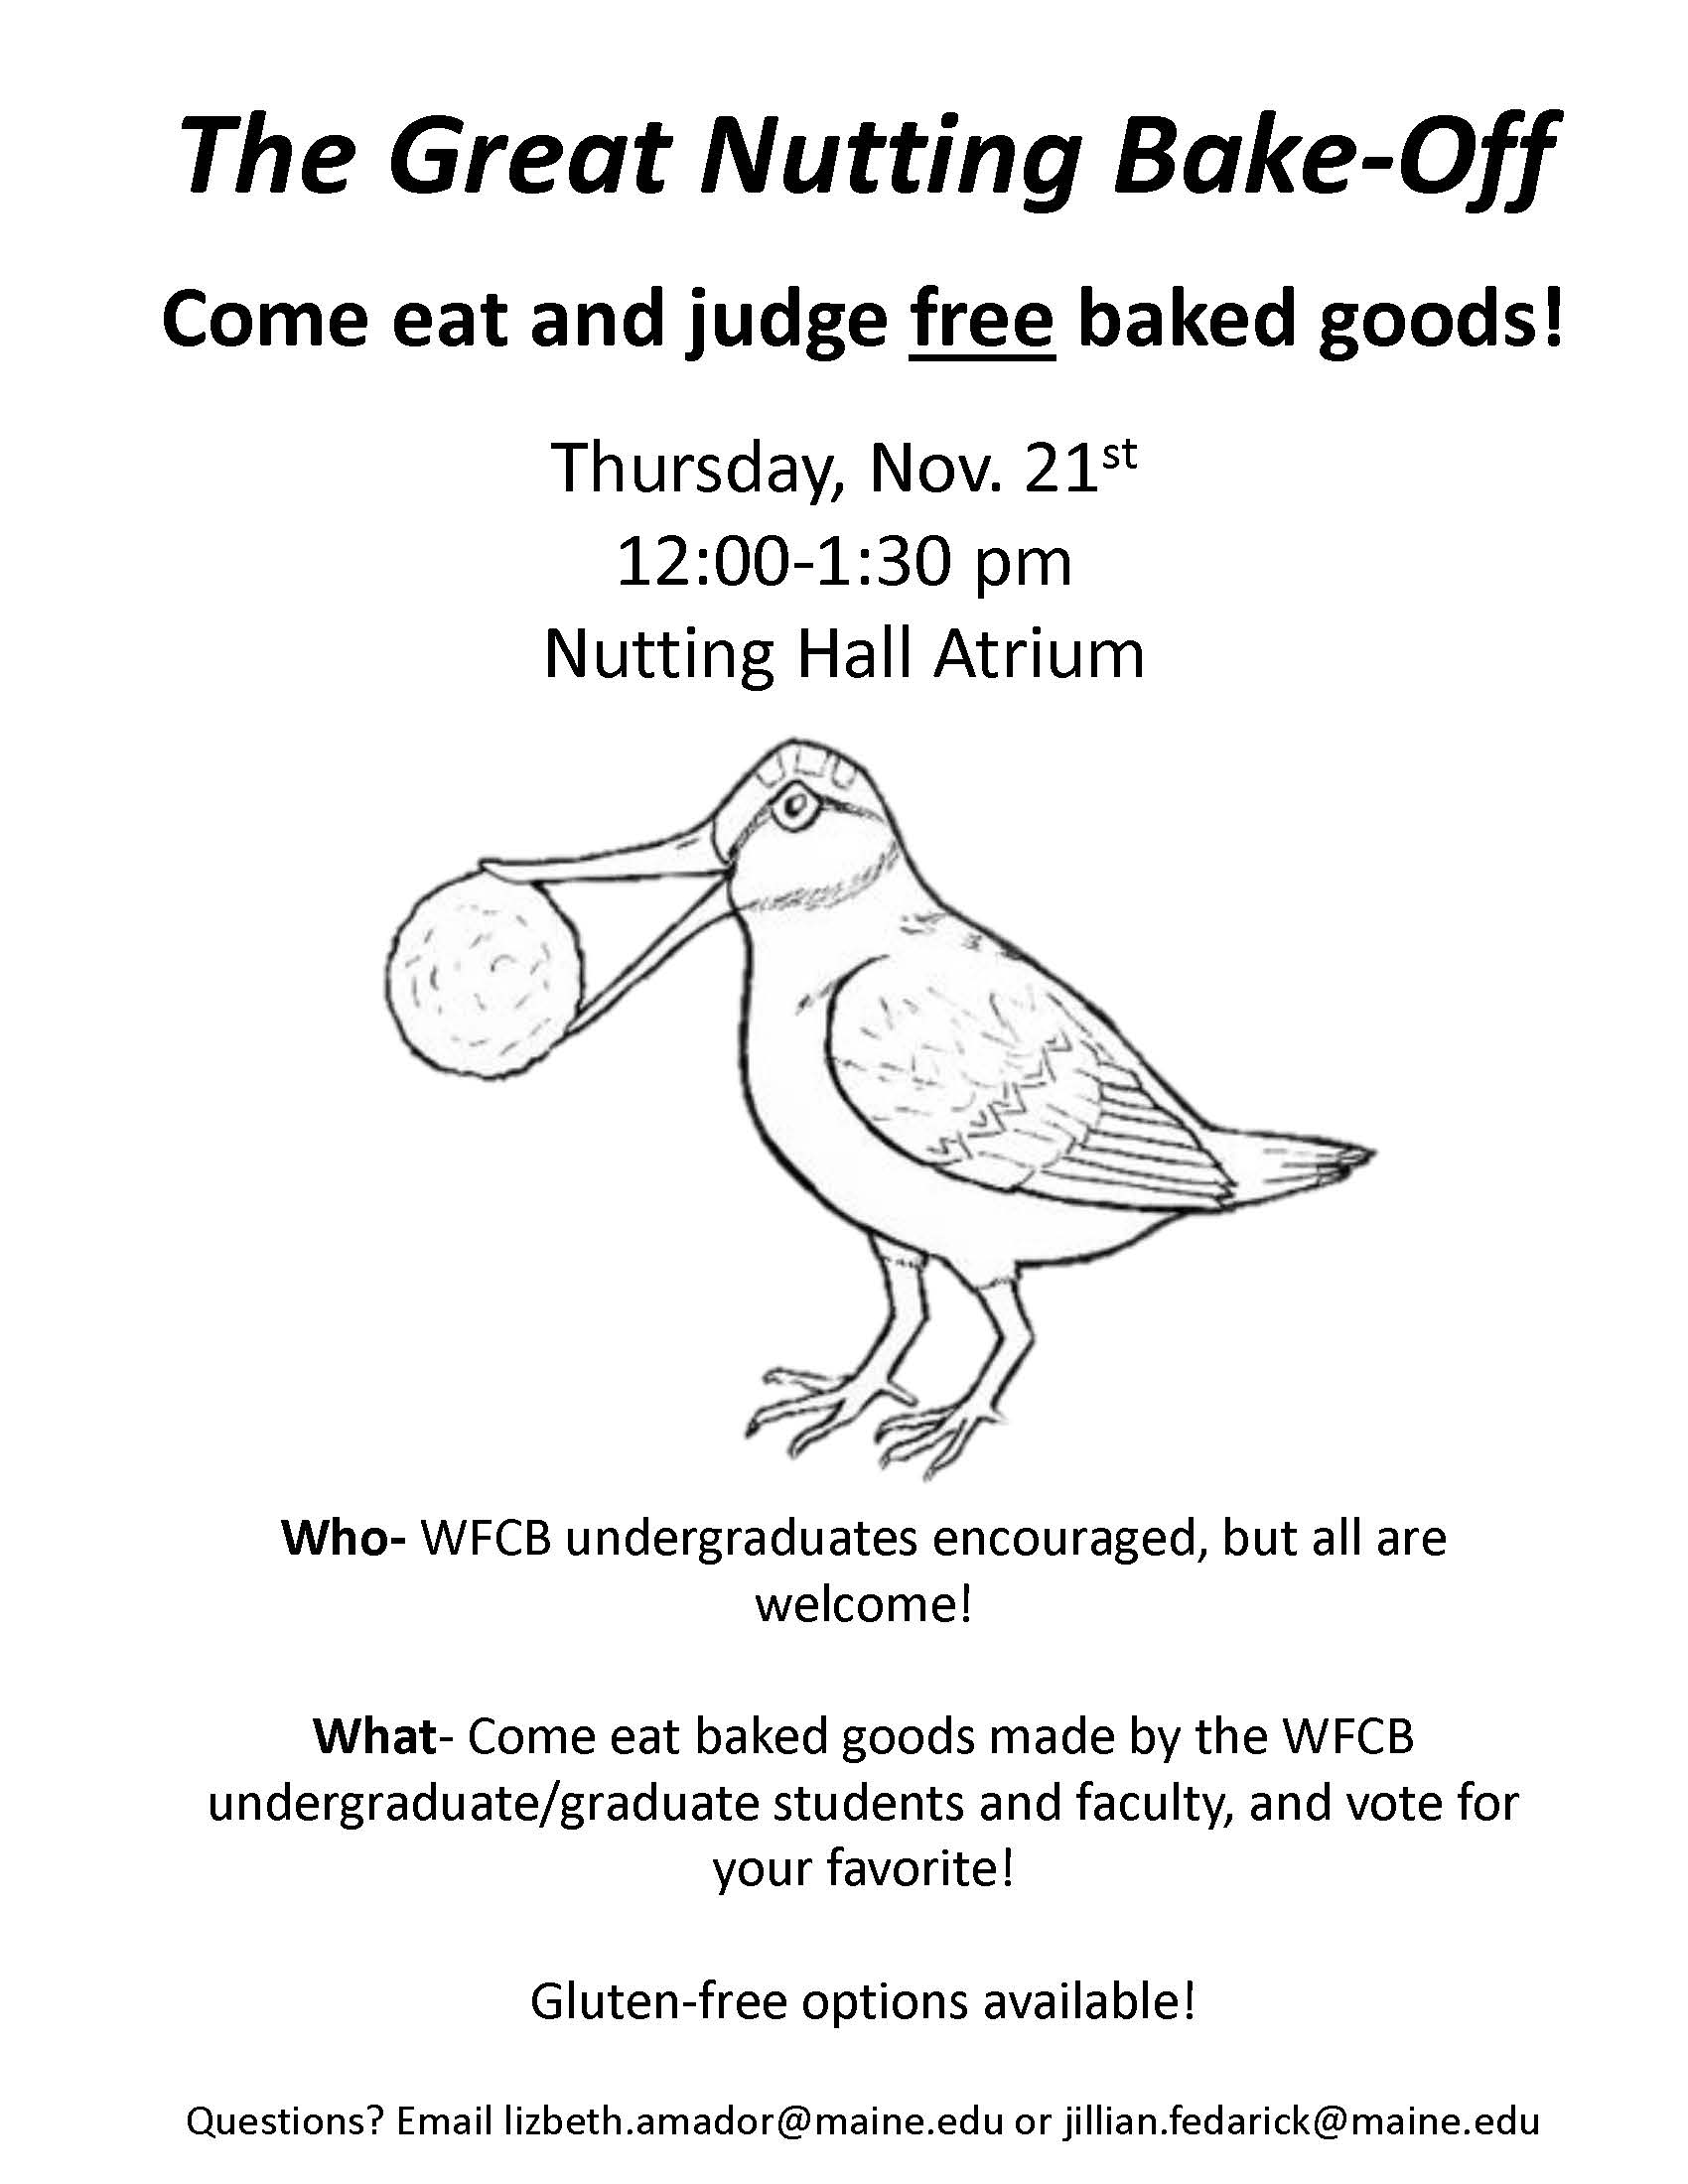 The Great Nutting Bake-Off
Come eat and judge free baked goods!
Thursday, Nov. 21st
12:00-1:30 pm
Nutting Hall Atrium
Who- WFCB undergraduates encouraged, but all are
welcome!
What- Come eat baked goods made by the WFCB
undergraduate/graduate students and faculty, and vote for
your favorite!
Gluten-free options available!
Questions? Email lizbeth.amador@maine.edu or jillian.fedarick@maine.edu